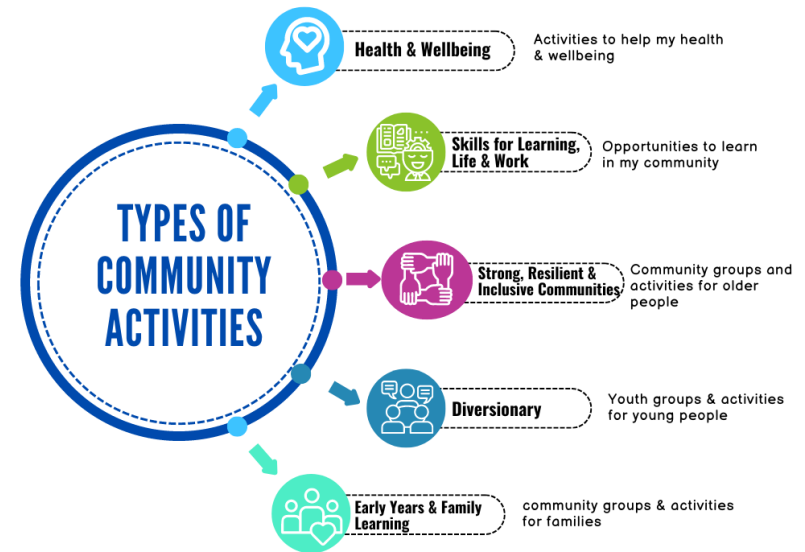 TYPES OF
COMMUNITY
ACTIVITIES
Health & Wellbeing
Activities to help my health
& wellbeing
Skills for Learning,
Life & Work
Opportunities to learn
in my community
Strong, Resilient &
Inclusive Communities
Community groups and
activities for older
people
Diversionary
Youth groups & activities
for young people
Early Years & Family
Learning
community groups & activities
for families